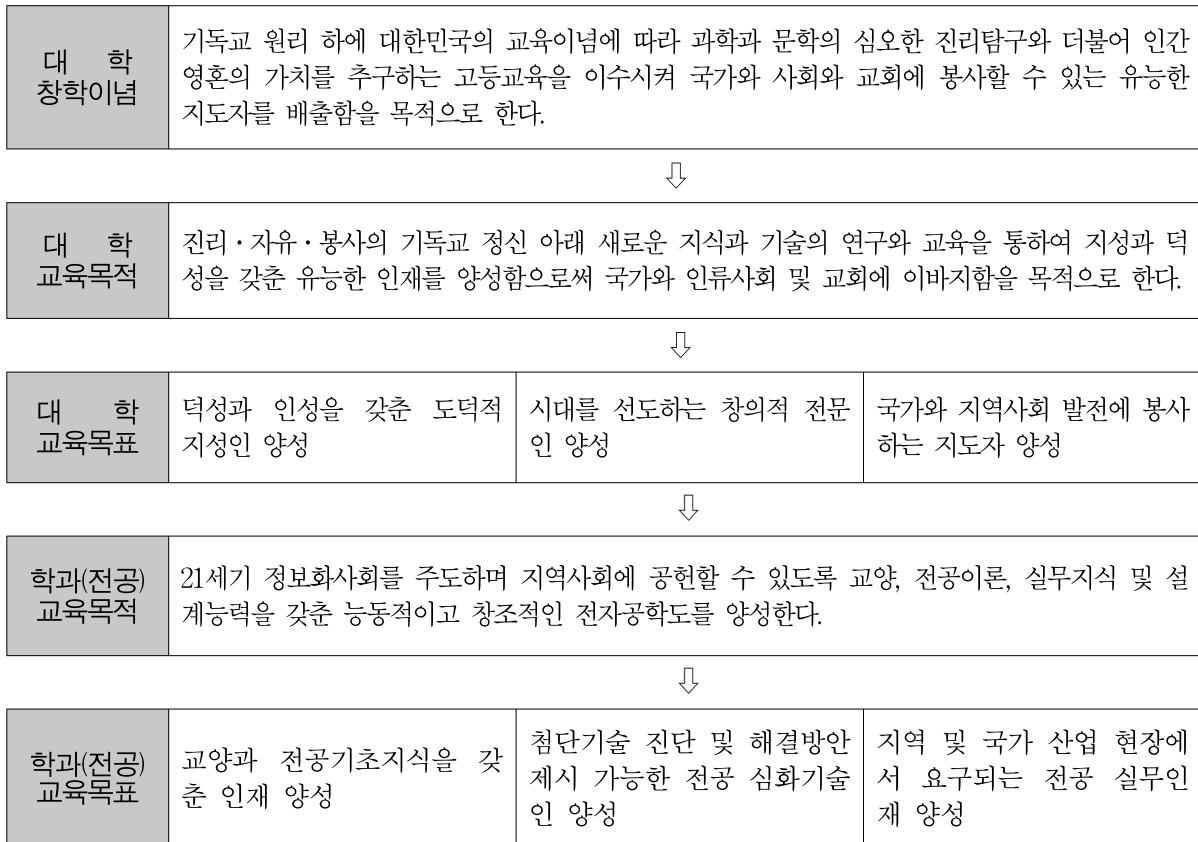 대 학
창학이념
기독교 원리 하에 대한민국의 교육이념에 따라 과학과 문학의 심오한 진리탐구와 더불어 인간
영혼의 가치를 추구하는 고등교육을 이수시켜 국가와 사회와 교회에 봉사할 수 있는 유능한
지도자를 배출함을 목적으로 한다.
⇩
대 학
교육목적
진리・자유・봉사의 기독교 정신 아래 새로운 지식과 기술의 연구와 교육을 통하여 지성과 덕
성을 갖춘 유능한 인재를 양성함으로써 국가와 인류사회 및 교회에 이바지함을 목적으로 한다.
⇩
대 학
교육목표
덕성과 인성을 갖춘 도덕적
지성인 양성
시대를 선도하는 창의적 전문
인 양성
국가와 지역사회 발전에 봉사
하는 지도자 양성
⇩
학과(전공)
교육목적
21세기 정보화사회를 주도하며 지역사회에 공헌할 수 있도록 교양, 전공이론, 실무지식 및 설
계능력을 갖춘 능동적이고 창조적인 전자공학도를 양성한다.
⇩
학과(전공)
교육목표
교양과 전공기초지식을 갖
춘 인재 양성
첨단기술 진단 및 해결방안
제시 가능한 전공 심화기술
인 양성
지역 및 국가 산업 현장에
서 요구되는 전공 실무인
재 양성